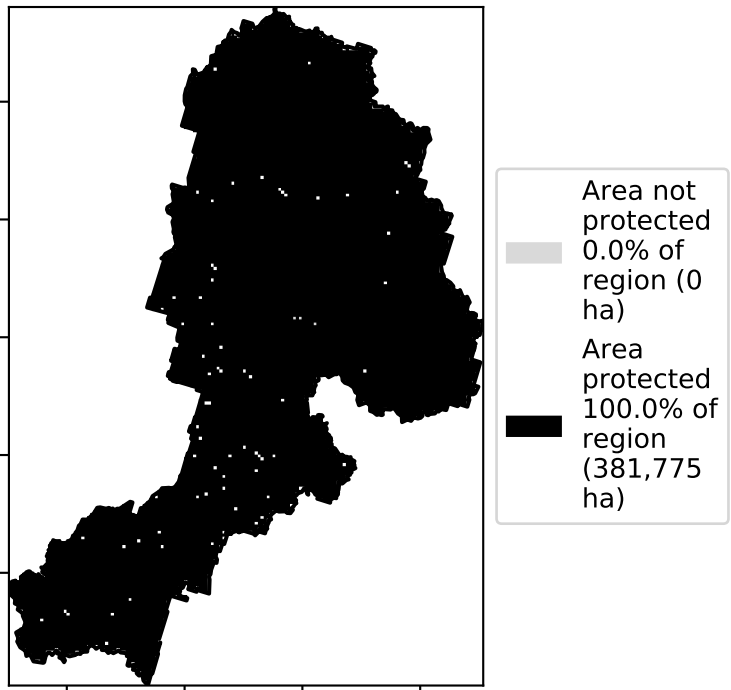 Area not
protected
0.0% of
region (0
ha)
Area
protected
100.0% of
region
(381,775
ha)